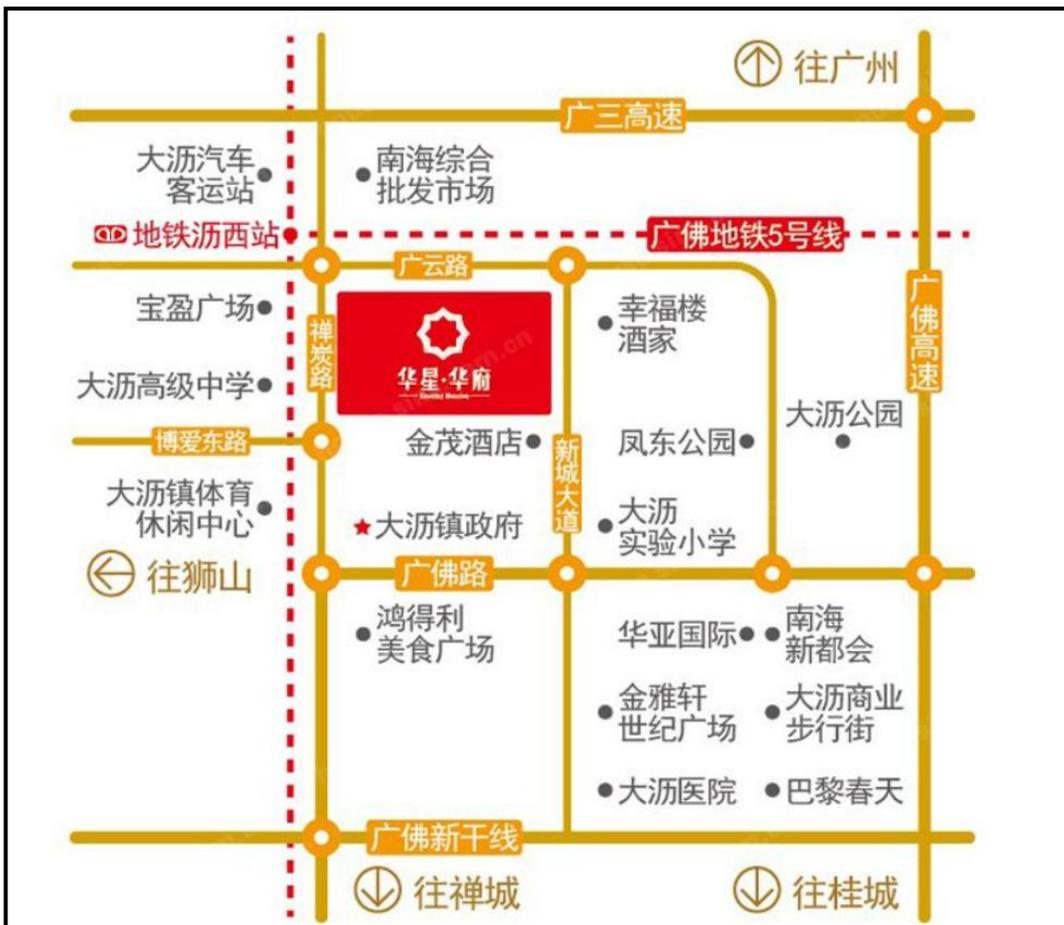 往广州
广三高速
大沥汽车
客运站
南海综合
批发市场
地铁沥西站
广佛地铁5号线
广云路
宝盈广场
禅炭路
华星·华府
幸福楼
酒家
广佛高速
大沥高级中学
博爱东路
金茂酒店
新城大道
凤东公园
大沥公园
大沥镇体育
休闲中心
大沥镇政府
大沥
实验小学
往狮山
广佛路
鸿得利
美食广场
华亚国际
南海
新都会
金雅轩
世纪广场
大沥商业
步行街
大沥医院
巴黎春天
广佛新干线
往禅城
往桂城